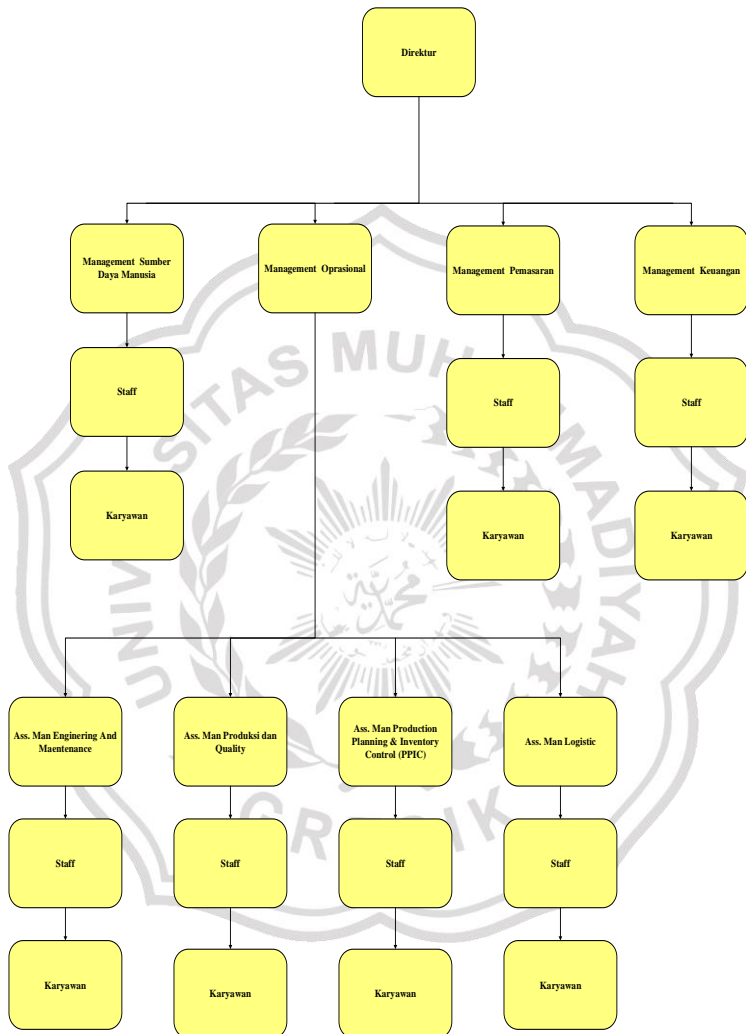 Direktur
Management Sumber
Daya Manusia
Management Oprasional
Management Pemasaran
Management Keuangan
Staff
Staff
Staff
Karyawan
Karyawan
Karyawan
Ass. Man Enginering And
Maentenance
Ass. Man Produksi dan
Quality
Ass. Man Production
Planning & Inventory
Control (PPIC)
Ass. Man Logistic
Staff
Staff
Staff
Staff
Karyawan
Karyawan
Karyawan
Karyawan